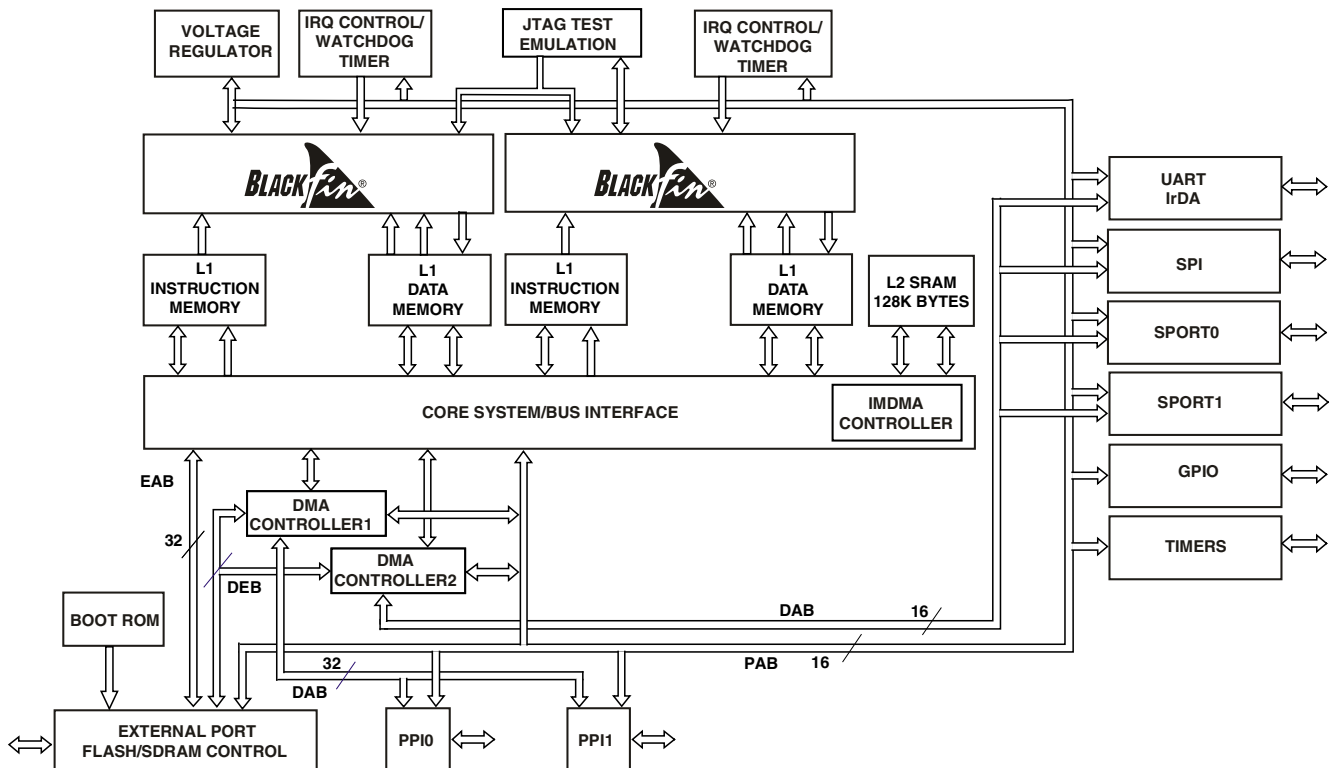 VOLTAGE
REGULATOR
IRQ CONTROL/
WATCHDOG
TIMER
JTAG TEST
EMULATION
IRQ CONTROL/
WATCHDOG
TIMER
BLACKfin®
BLACKfin®
UART
IrDA
SPI
SPORT0
SPORT1
GPIO
TIMERS
L1
INSTRUCTION
MEMORY
L1
DATA
MEMORY
L1
INSTRUCTION
MEMORY
L1
DATA
MEMORY
L2 SRAM
128K BYTES
CORE SYSTEM/BUS INTERFACE
IMDMA
CONTROLLER
EAB
32
DMA
CONTROLLER1
DMA
CONTROLLER2
DEB
DAB
16
PAB
16
32
DAB
BOOT ROM
EXTERNAL PORT
FLASH/SDRAM CONTROL
PPI0
PPI1